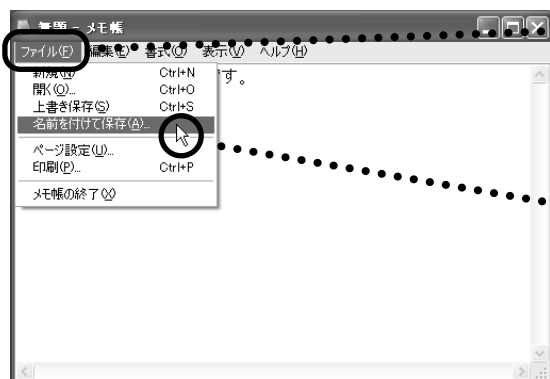 無題 - メモ帳
ファイル(F) 編集(E) 書式(O) 表示(V) ヘルプ(H)
新規(N) Ctrl+N
す。
開く(O)... Ctrl+O
上書き保存(S) Ctrl+S
名前を付けて保存(A)...
ページ設定(U)...
印刷(P)... Ctrl+P
メモ帳の終了(X)